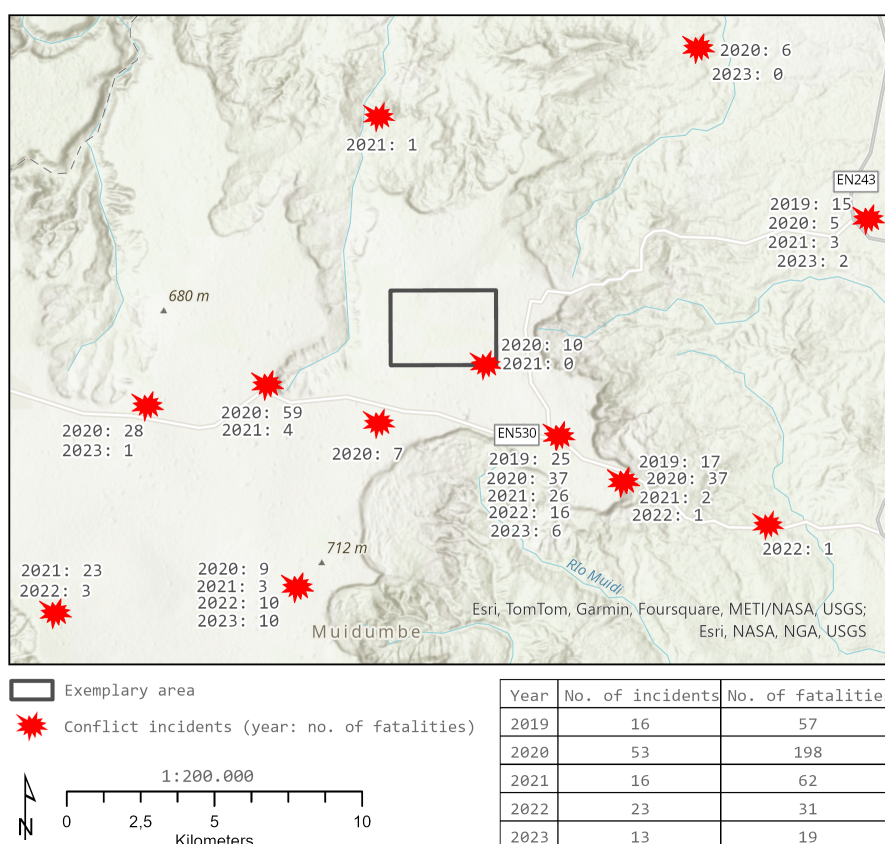 2020: 6
2023: 0
2021: 1
EN243
2019: 15
2020: 5
2021: 3
2023: 2
680 m
2020: 10
2021: 0
2020: 59
2021: 4
2020: 28
2023: 1
2020: 7
EN530
2019: 25
2020: 37
2021: 26
2022: 16
2023: 6
2019: 17
2020: 37
2021: 2
2022: 1
2022: 1
712 m
2021: 23
2022: 3
2020: 9
2021: 3
2022: 10
2023: 10
Río Muidi
Muidumbe
Esri, TomTom, Garmin, Foursquare, METI/NASA, USGS;
Esri, NASA, NGA, USGS
Exemplary area
Conflict incidents (year: no. of fatalities)
1:200.000
0 2,5 5 10
Kilometers
N
Year No. of incidents No. of fatalitie
2019 16 57
2020 53 198
2021 16 62
2022 23 31
2023 13 19